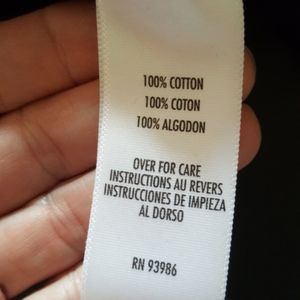 100% COTTON
100% COTON
100% ALGODON
OVER FOR CARE
INSTRUCTIONS AU REVERS
INSTRUCCIONES DE IMPIEZA
AL DORSO
RN 93986